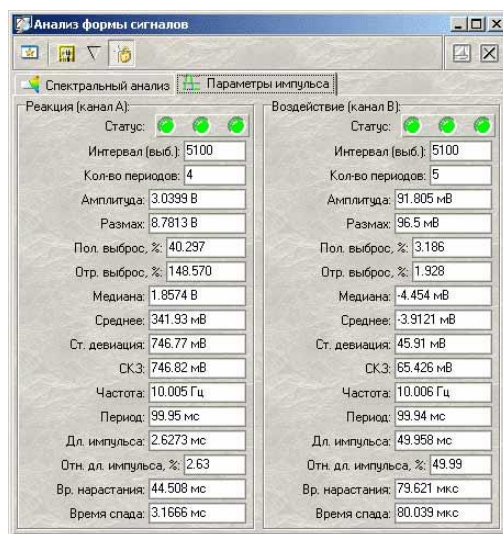 Анализ формы сигналов
Спектральный анализ
Параметры импульса
Реакция (канал А)
Статус:
Интервал (выб.): 5100
Кол-во периодов: 4
Амплитуда: 3.0399 В
Размах: 8.7813 В
Пол. выброс, %: 40.297
Отр. выброс, %: 148.570
Медиана: 1.8574 В
Среднее: 341.93 мВ
Ст. девиация: 746.77 мВ
СКЗ: 746.82 мВ
Частота: 10.005 Гц
Период: 99.95 мс
Дл. импульса: 2.6273 мс
Отн. дл. импульса, %: 2.63
Вр. нарастания: 44.508 мс
Время спада: 3.1666 мс
Воздействие (канал В)
Статус:
Интервал (выб.): 5100
Кол-во периодов: 5
Амплитуда: 91.805 мВ
Размах: 96.5 мВ
Пол. выброс, %: 3.186
Отр. выброс, %: 1.928
Медиана: -4.454 мВ
Среднее: -3.9121 мВ
Ст. девиация: 45.91 мВ
СКЗ: 65.426 мВ
Частота: 10.006 Гц
Период: 99.94 мс
Дл. импульса: 49.958 мс
Отн. дл. импульса, %: 49.99
Вр. нарастания: 79.621 мкс
Время спада: 80.039 мкс